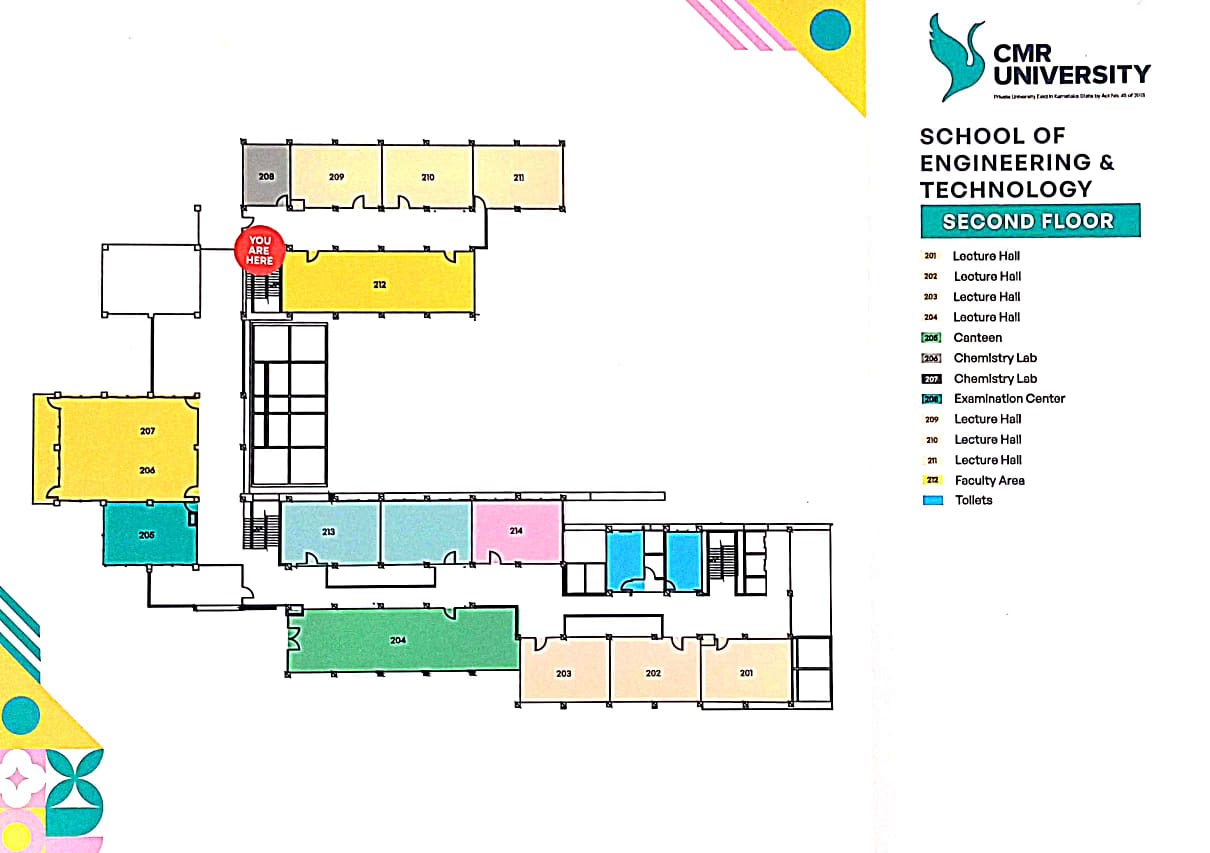 CMR
UNIVERSITY
Private University Estd in Karnataka State by Act No. 45 of 2013
SCHOOL OF
ENGINEERING &
TECHNOLOGY
SECOND FLOOR
201 Lecture Hall
202 Lecture Hall
203 Lecture Hall
204 Lecture Hall
205 Canteen
206 Chemistry Lab
207 Chemistry Lab
208 Examination Center
209 Lecture Hall
210 Lecture Hall
211 Lecture Hall
212 Faculty Area
Toilets
208
209
210
211
YOU
ARE
HERE
212
207
206
205
213
214
204
203
202
201